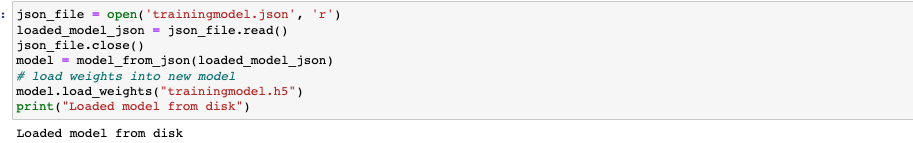 :
json_file = open('trainingmodel.json', 'r')
loaded_model_json = json_file.read()
json_file.close()
model = model_from_json(loaded_model_json)
# load weights into new model
model.load_weights("trainingmodel.h5")
print("Loaded model from disk")
Loaded model from disk